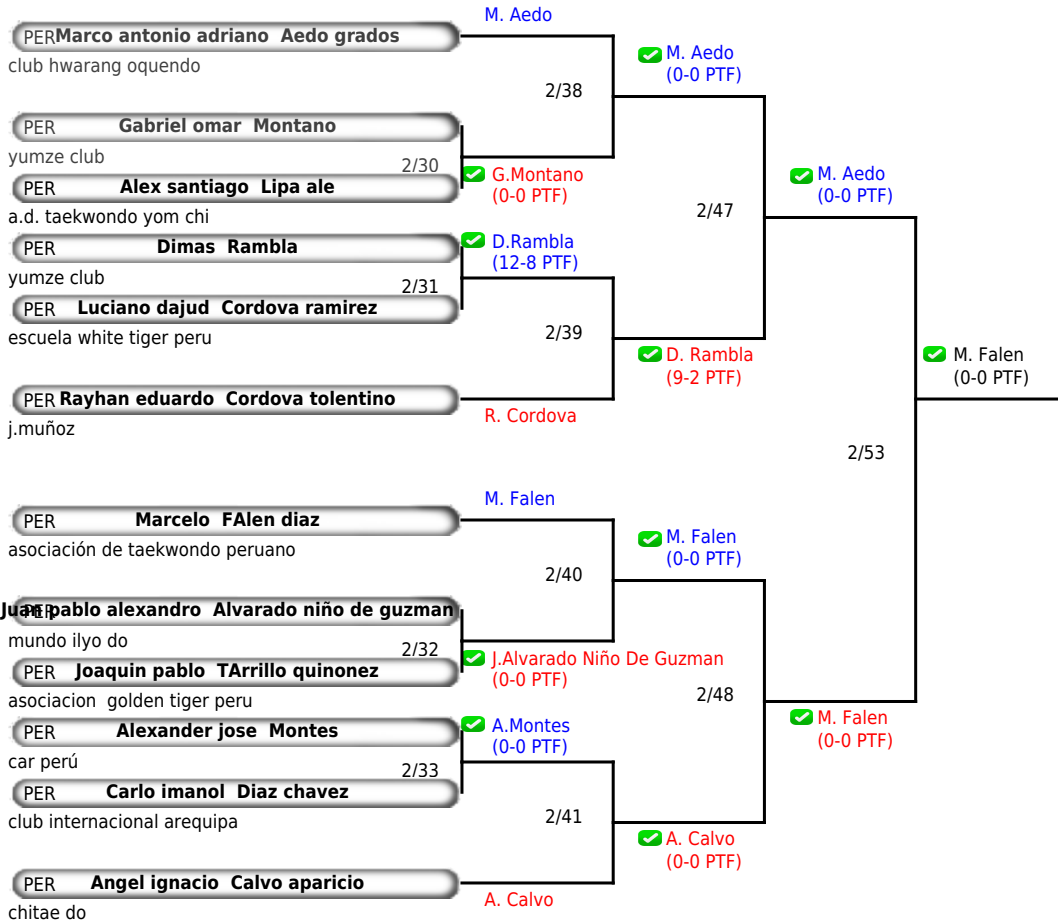 M. Aedo
PER Marco antonio adriano  Aedo grados
club hwarang oquendo
M. Aedo
(0-0 PTF)
2/38
PER Gabriel omar  Montano
yumze club
2/30
G.Montano
(0-0 PTF)
PER Alex santiago  Lipa ale
a.d. taekwondo yom chi
M. Aedo
(0-0 PTF)
2/47
PER Dimas  Rambla
yumze club
D.Rambla
(12-8 PTF)
2/31
PER Luciano dajud  Cordova ramirez
escuela white tiger peru
2/39
D. Rambla
(9-2 PTF)
PER Rayhan eduardo  Cordova tolentino
j.muñoz
R. Cordova
M. Falen
(0-0 PTF)
2/53
M. Falen
PER Marcelo  FAlen diaz
asociación de taekwondo peruano
M. Falen
(0-0 PTF)
2/40
PER Juan pablo alexandro  Alvarado niño de guzman
mundo ilyo do
2/32
J.Alvarado Niño De Guzman
(0-0 PTF)
PER Joaquin pablo  TArrillo quinonez
asociacion  golden tiger peru
2/48
M. Falen
(0-0 PTF)
PER Alexander jose  Montes
car perú
A.Montes
(0-0 PTF)
2/33
PER Carlo imanol  Diaz chavez
club internacional arequipa
2/41
A. Calvo
(0-0 PTF)
PER Angel ignacio  Calvo aparicio
chitae do
A. Calvo